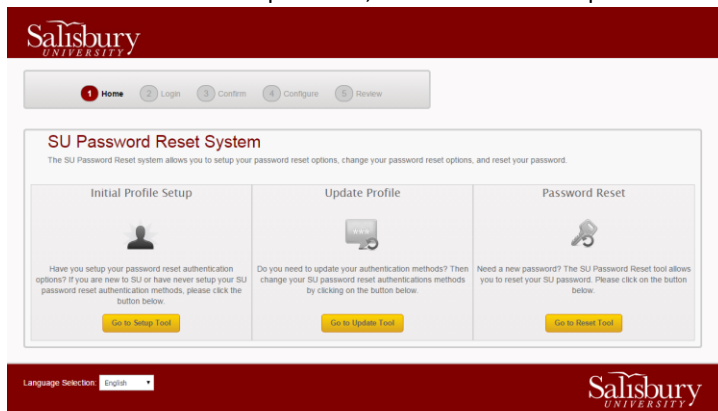 Salisbury
UNIVERSITY
1 Home 2 Login 3 Confirm 4 Configure 5 Review
SU Password Reset System
The SU Password Reset system allows you to setup your password reset options, change your password reset options, and reset your password.
Initial Profile Setup
Have you setup your password reset authentication
options? If you are new to SU or have never setup your SU
password reset authentication methods, please click the
button below.
Go to Setup Tool
Update Profile
www
Do you need to update your authentication methods? Then
change your SU password reset authentications methods
by clicking on the button below.
Go to Update Tool
Password Reset
Need a new password? The SU Password Reset tool allows
you to reset your SU password. Please click on the button
below.
Go to Reset Tool
Language Selection: English
Salisbury
UNIVERSITY